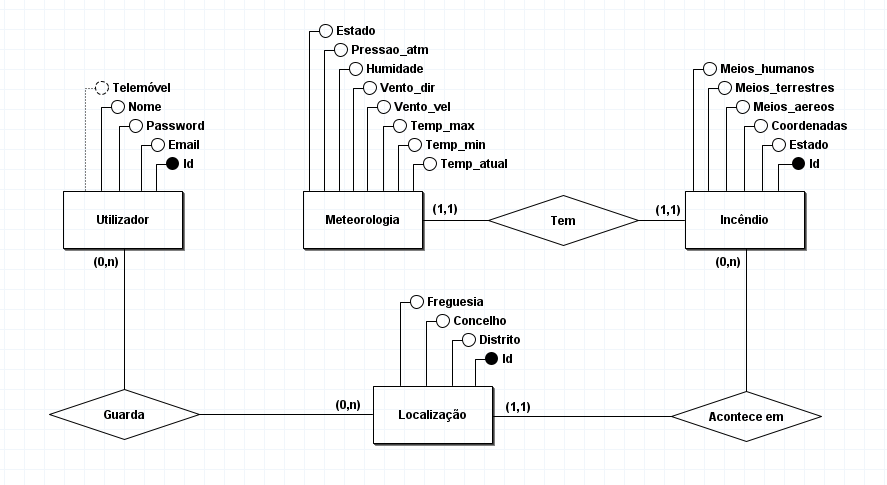 Estado
Pressao_atm
Humidade
Vento_dir
Vento_vel
Temp_max
Temp_min
Temp_atual
Telemóvel
Nome
Password
Email
Id
Meios_humanos
Meios_terrestres
Meios_aereos
Coordenadas
Estado
Id
Utilizador
Meteorologia
(1,1)
Tem
(1,1)
Incêndio
(0,n)
(0,n)
Freguesia
Concelho
Distrito
Id
Guarda
(0,n)
Localização
(1,1)
Acontece em